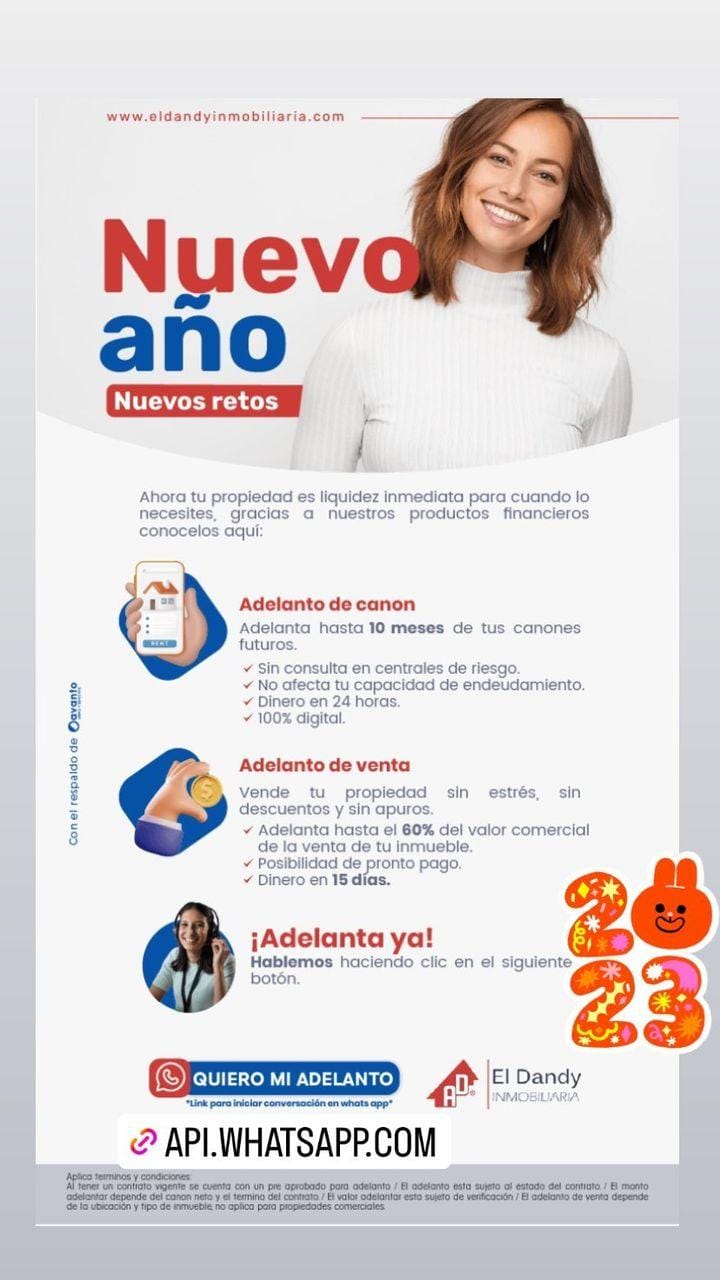 www.eldandyinmobiliaria.com
Nuevo
año
Nuevos retos
Ahora tu propiedad es liquidez inmediata para cuando lo
necesites, gracias a nuestros productos financieros
conocelos aquí:
RENT
Adelanto de canon
Adelanta hasta 10 meses de tus canones
futuros.
Sin consulta en centrales de riesgo.
No afecta tu capacidad de endeudamiento.
Dinero en 24 horas.
100% digital.
Con el respaldo de avanto
Adelanto de venta
Vende tu propiedad sin estrés, sin
descuentos y sin apuros.
Adelanta hasta el 60% del valor comercial
de la venta de tu inmueble.
Posibilidad de pronto pago.
Dinero en 15 días.
2023
¡Adelanta ya!
Hablemos haciendo clic en el siguiente
botón.
QUIERO MI ADELANTO
*Link para iniciar conversación en whats app*
AD
El Dandy
INMOBILIARIA
API.WHATSAPP.COM
Aplica terminos y condiciones:
Al tener un contrato vigente se cuenta con un pre aprobado para adelanto / El adelanto esta sujeto al estado del contrato. / El monto
adelantar depende del canon neto y el termino del contrato. / El valor adelantar esta sujeto de verificación / El adelanto de venta depende
de la ubicación y tipo de inmueble, no aplica para propiedades comerciales.